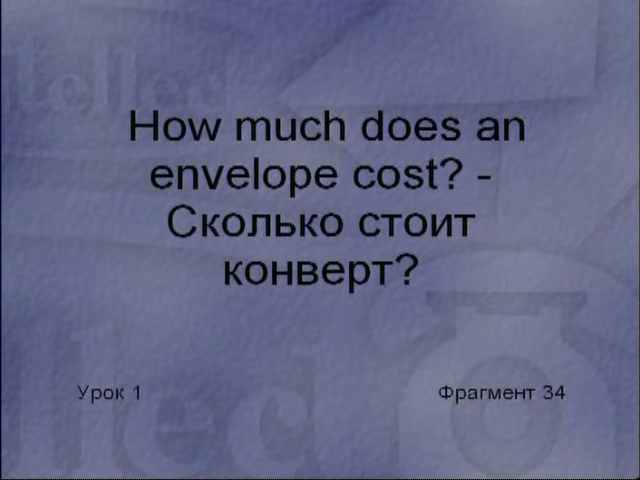 How much does an
envelope cost? -
Сколько стоит
конверт?
Урок 1
Фрагмент 34